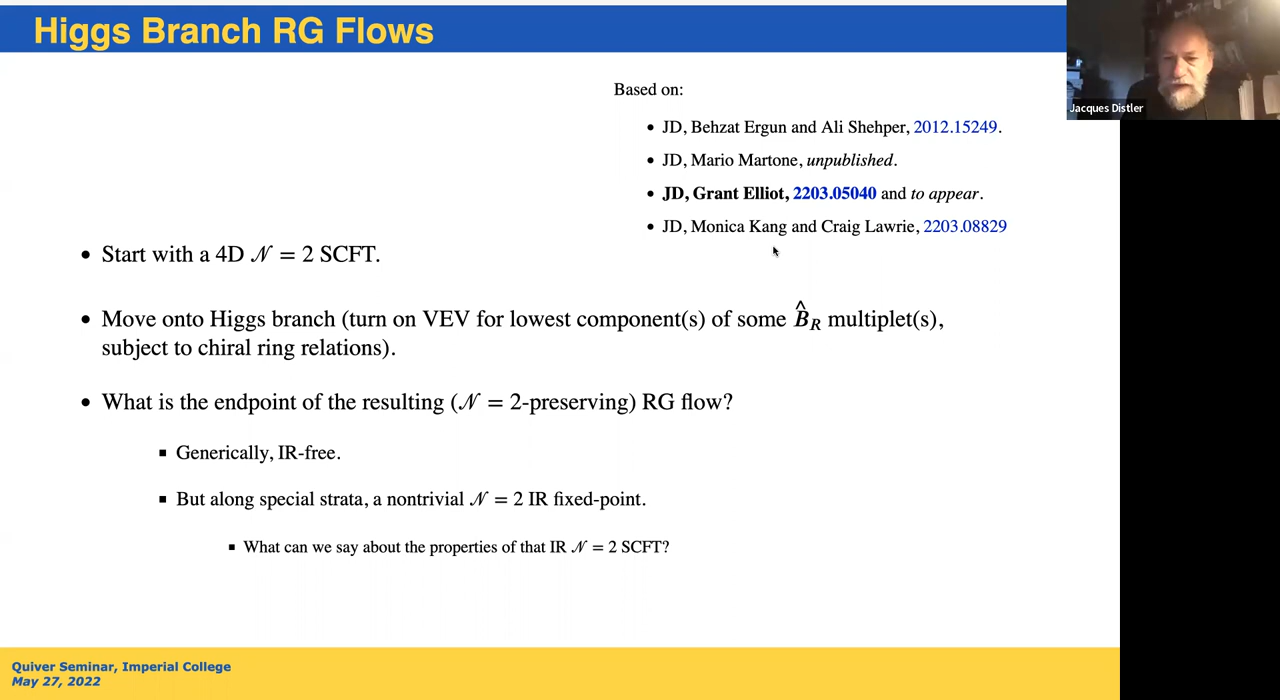 Higgs Branch RG Flows
Jacques Distler
Based on:
• JD, Behzat Ergun and Ali Shehper, 2012.15249.
• JD, Mario Martone, unpublished.
• JD, Grant Elliot, 2203.05040 and to appear.
• JD, Monica Kang and Craig Lawrie, 2203.08829
• Start with a 4D 𝒩 = 2 SCFT.
• Move onto Higgs branch (turn on VEV for lowest component(s) of some B̂_R multiplet(s),
subject to chiral ring relations).
• What is the endpoint of the resulting (𝒩 = 2-preserving) RG flow?
▪ Generically, IR-free.
▪ But along special strata, a nontrivial 𝒩 = 2 IR fixed-point.
▪ What can we say about the properties of that IR 𝒩 = 2 SCFT?
Quiver Seminar, Imperial College
May 27, 2022